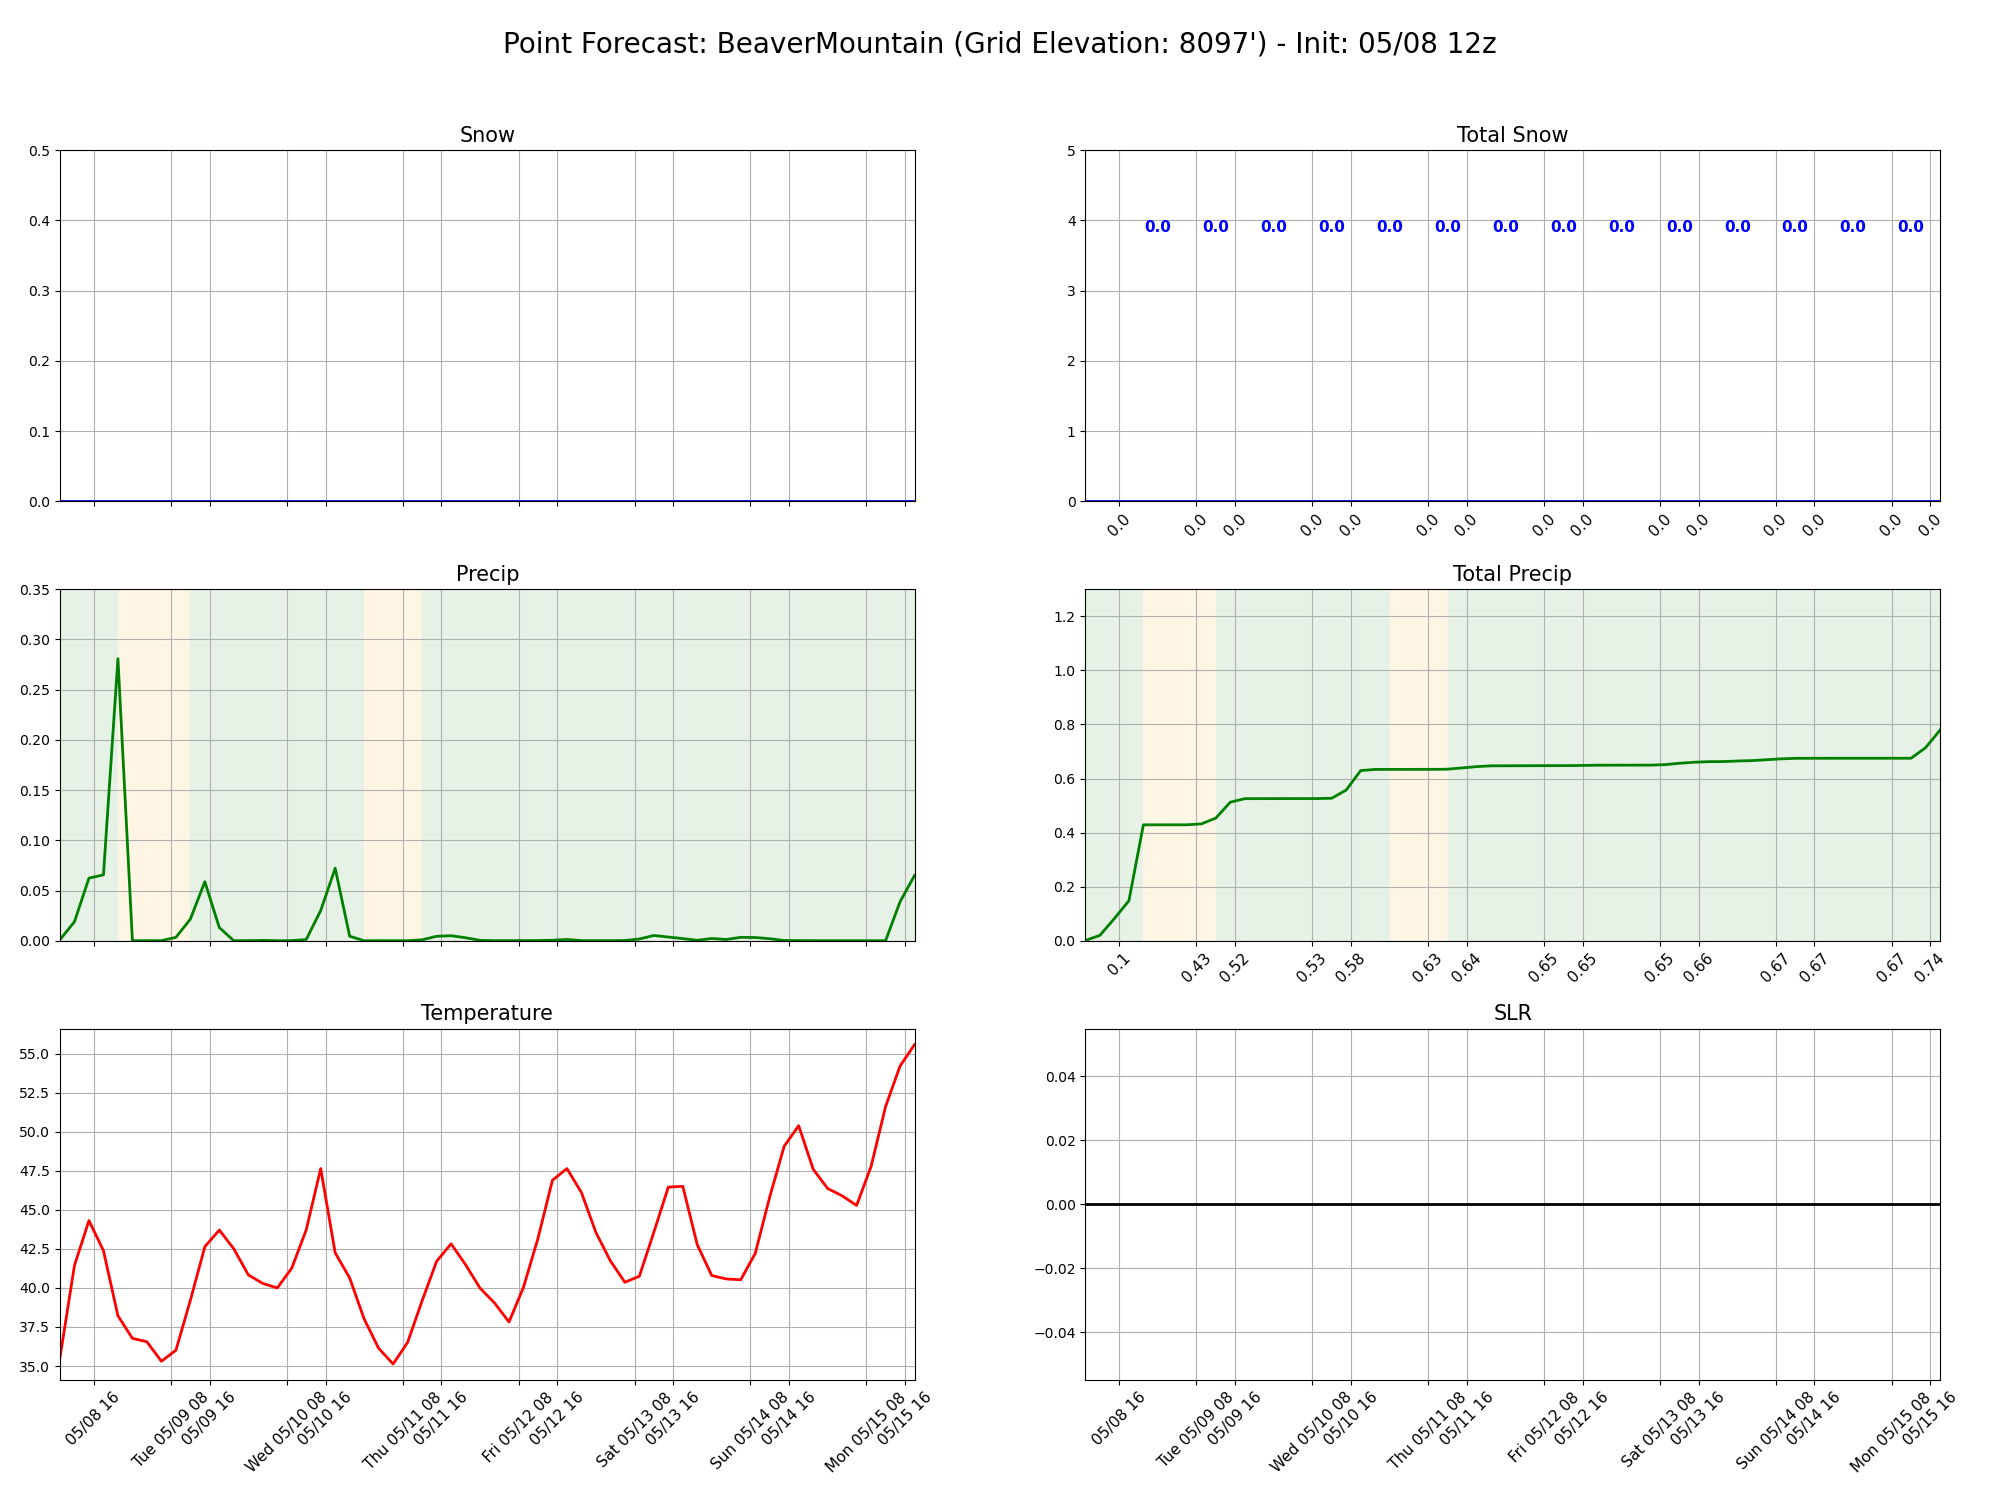 Point Forecast: BeaverMountain (Grid Elevation: 8097') - Init: 05/08 12z
Snow
0.5
0.4
0.3
0.2
0.1
0.0
Total Snow
5
4
3
2
1
0
0.0 0.0 0.0 0.0 0.0 0.0 0.0 0.0 0.0 0.0 0.0 0.0 0.0 0.0
0.0 0.0 0.0 0.0 0.0 0.0 0.0 0.0 0.0 0.0 0.0 0.0 0.0 0.0 0.0
Precip
0.35
0.30
0.25
0.20
0.15
0.10
0.05
0.00
Total Precip
1.2
1.0
0.8
0.6
0.4
0.2
0.0
0.1 0.43 0.52 0.53 0.58 0.63 0.64 0.65 0.65 0.65 0.66 0.67 0.67 0.67 0.74
Temperature
55.0
52.5
50.0
47.5
45.0
42.5
40.0
37.5
35.0
05/08 16
Tue 05/09 08
05/09 16
Wed 05/10 08
05/10 16
Thu 05/11 08
05/11 16
Fri 05/12 08
05/12 16
Sat 05/13 08
05/13 16
Sun 05/14 08
05/14 16
Mon 05/15 08
05/15 16
SLR
0.04
0.02
0.00
−0.02
−0.04
05/08 16
Tue 05/09 08
05/09 16
Wed 05/10 08
05/10 16
Thu 05/11 08
05/11 16
Fri 05/12 08
05/12 16
Sat 05/13 08
05/13 16
Sun 05/14 08
05/14 16
Mon 05/15 08
05/15 16